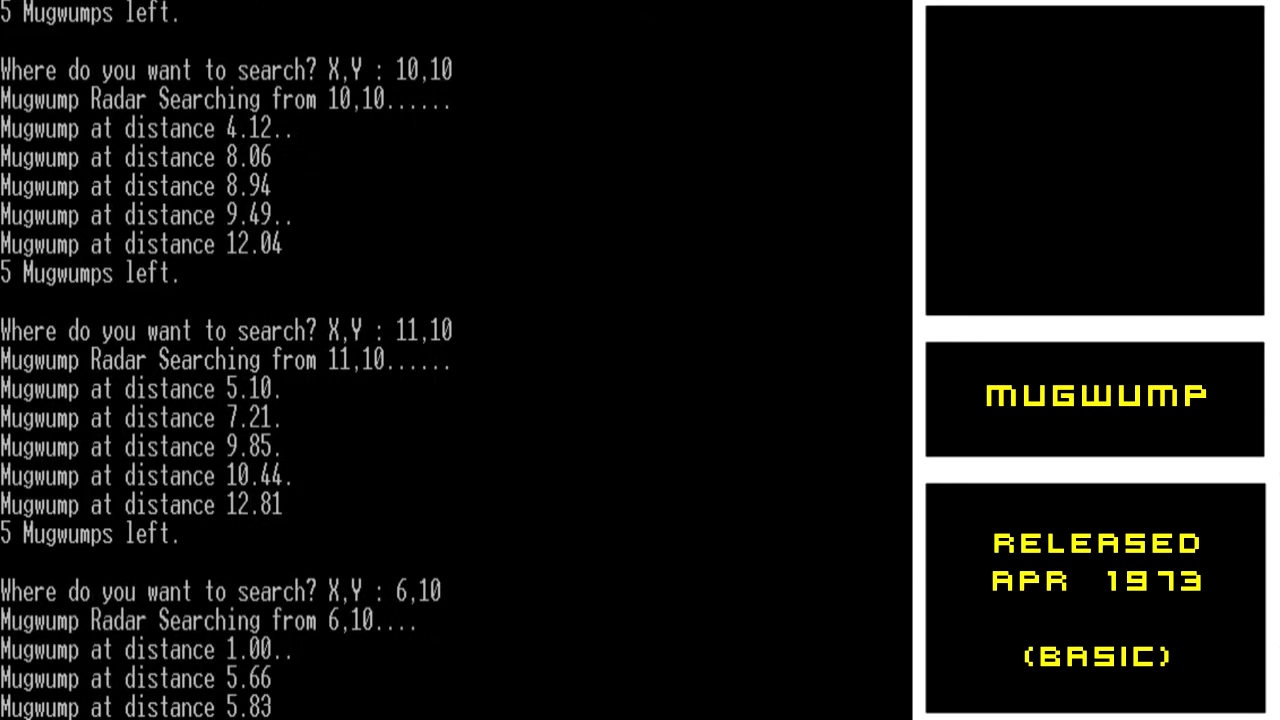 5 Mugwumps left.
Where do you want to search? X,Y : 10,10
Mugwump Radar Searching from 10,10......
Mugwump at distance 4.12..
Mugwump at distance 8.06
Mugwump at distance 8.94
Mugwump at distance 9.49..
Mugwump at distance 12.04
5 Mugwumps left.
Where do you want to search? X,Y : 11,10
Mugwump Radar Searching from 11,10......
Mugwump at distance 5.10.
Mugwump at distance 7.21.
Mugwump at distance 9.85.
Mugwump at distance 10.44.
Mugwump at distance 12.81
5 Mugwumps left.
Where do you want to search? X,Y : 6,10
Mugwump Radar Searching from 6,10....
Mugwump at distance 1.00..
Mugwump at distance 5.66
Mugwump at distance 5.83
MUGWUMP
RELEASED
APR 1973
(BASIC)